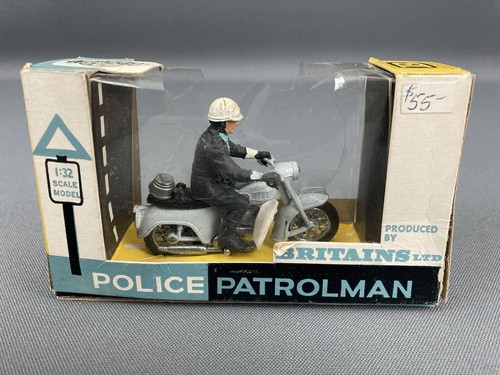 $55-
1:32
SCALE
MODEL
PRODUCED
BY
BRITAINS LTD
POLICE PATROLMAN